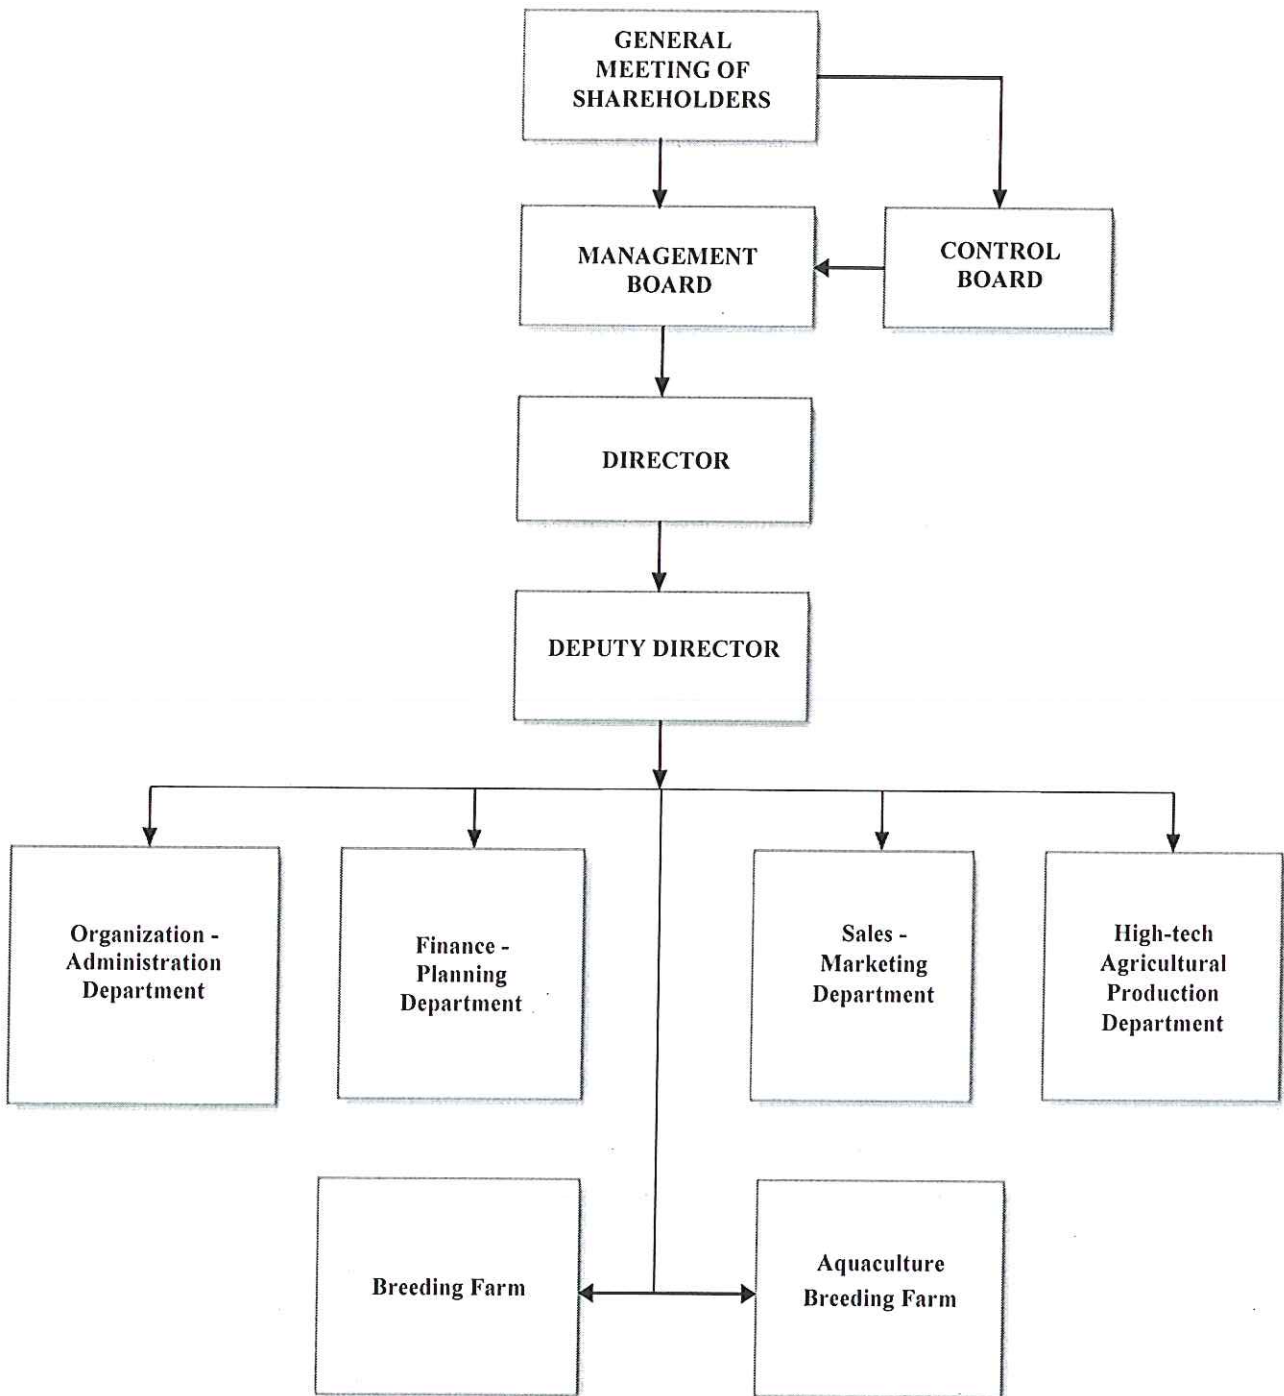 GENERAL
MEETING OF
SHAREHOLDERS
MANAGEMENT
BOARD
CONTROL
BOARD
DIRECTOR
DEPUTY DIRECTOR
Organization -
Administration
Department
Finance -
Planning
Department
Sales -
Marketing
Department
High-tech
Agricultural
Production
Department
Breeding Farm
Aquaculture
Breeding Farm